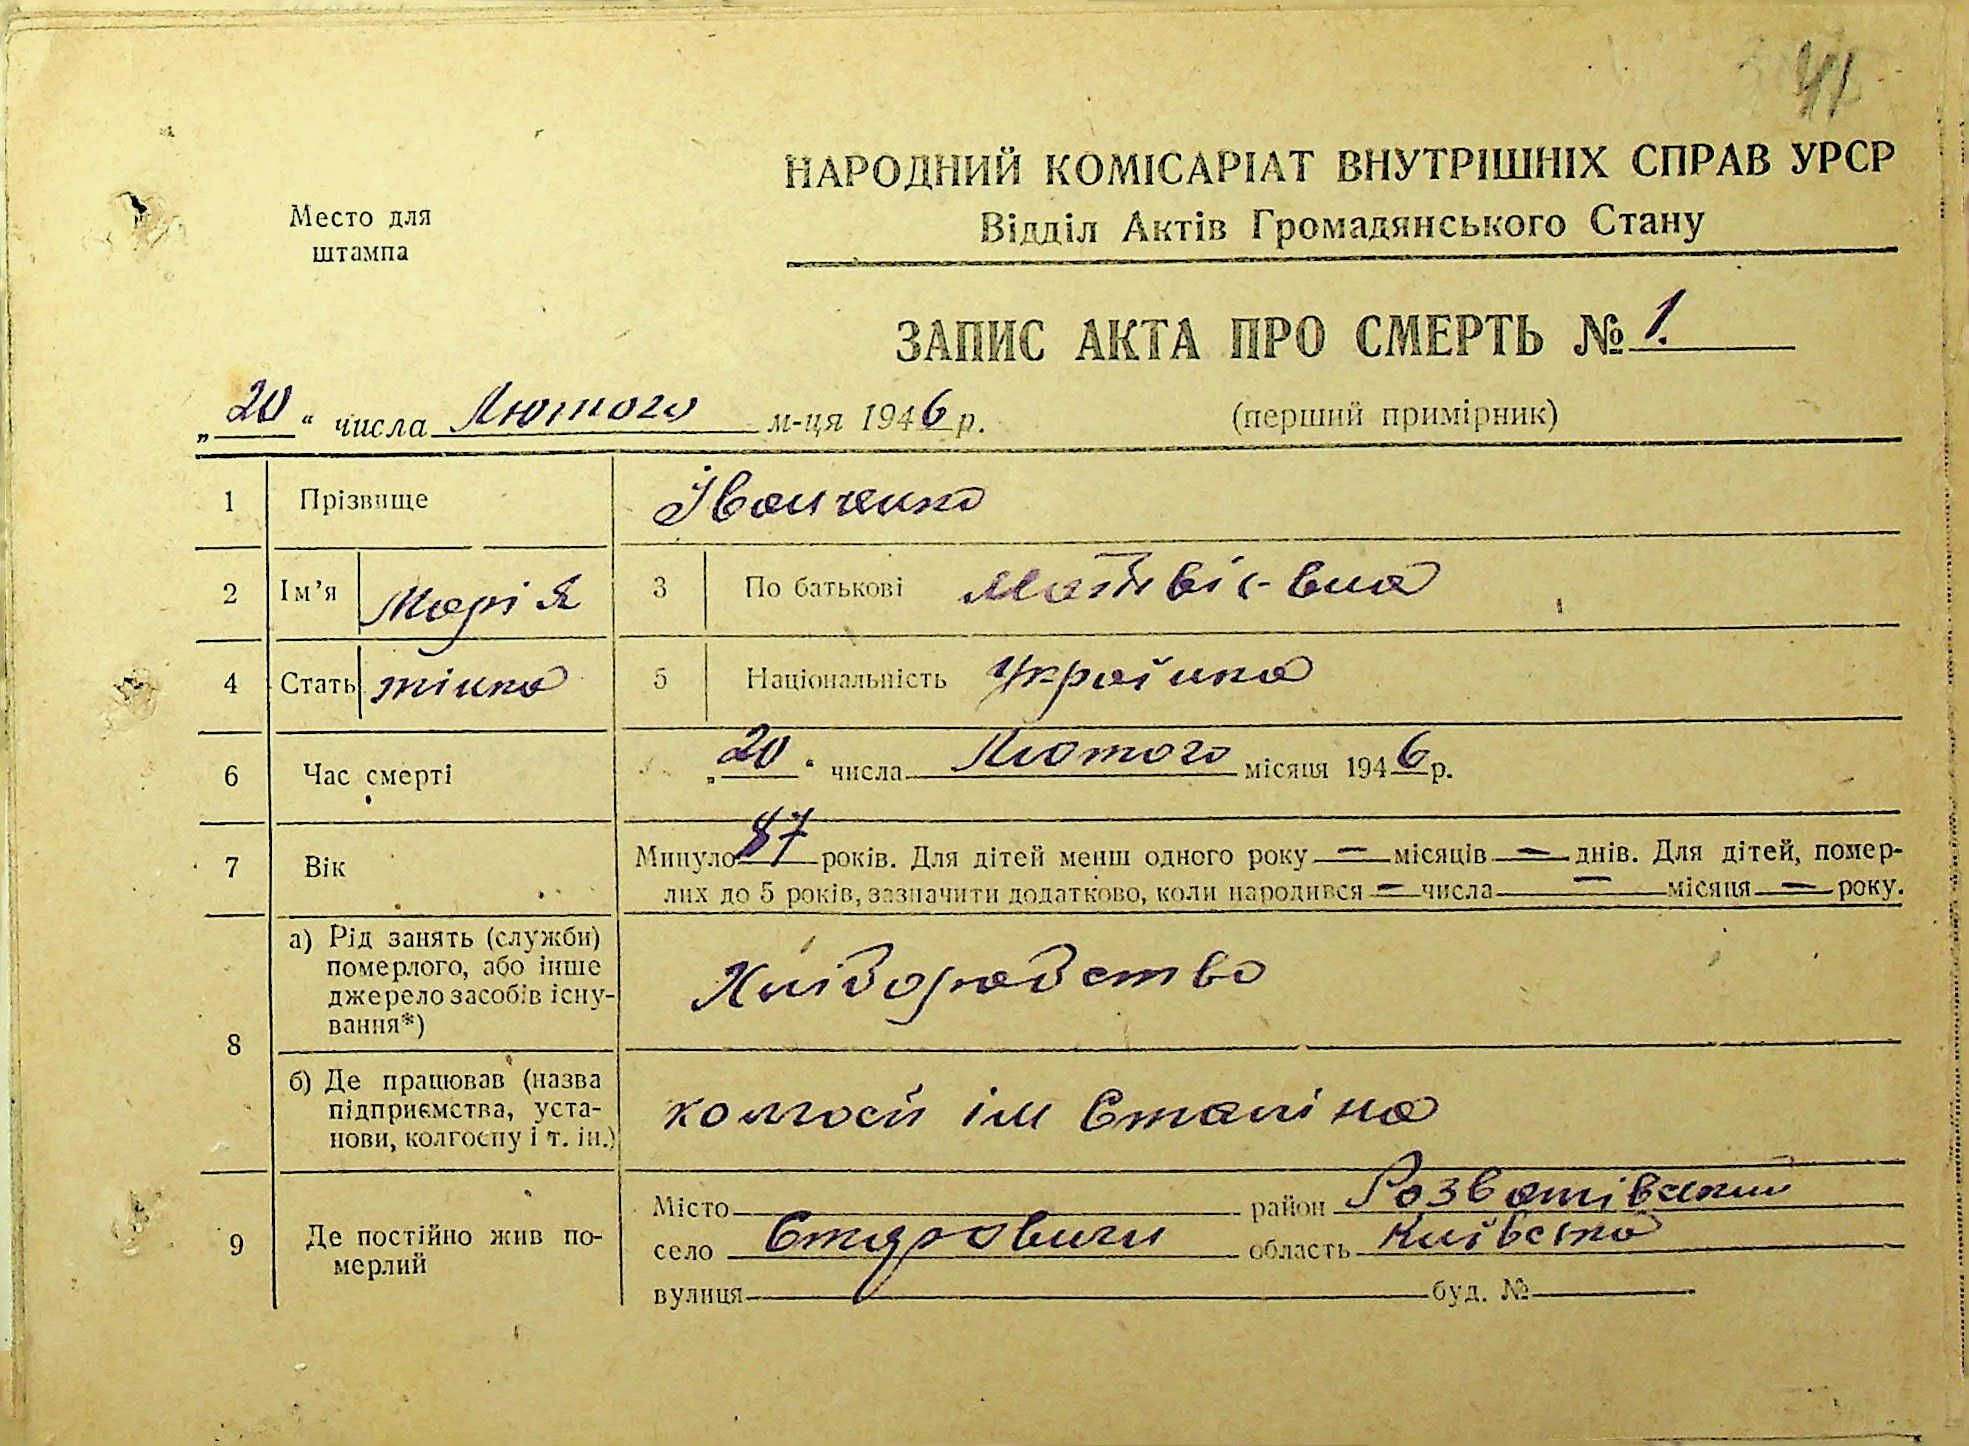 41
НАРОДНИЙ КОМІСАРІАТ ВНУТРІШНІХ СПРАВ УРСР
Место для
штампа
Відділ Актів Громадянського Стану
ЗАПИС АКТА ПРО СМЕРТЬ № 1.
„20“ числа Лютого м-ця 1946 р.
(перший примірник)
1 Прізвище Іванченко
2 Ім’я Марія 3 По батькові Матвіївна
4 Стать жінка 5 Національність Українка
6 Час смерті „20“ числа Лютого місяця 1946 р.
7 Вік Минуло 87 років. Для дітей менш одного року — місяців — днів. Для дітей, помер-
лих до 5 років, зазначити додатково, коли народився — числа — місяця — року.
8 а) Рід занять (служби)
померлого, або інше
джерело засобів існу-
вання*)
Хліборобство
б) Де працював (назва
підприємства, уста-
нови, колгоспу і т. ін.)
колгосп ім Сталіна
9 Де постійно жив по-
мерлий
Місто район Розважівський
село область Київська
вулиця буд. №